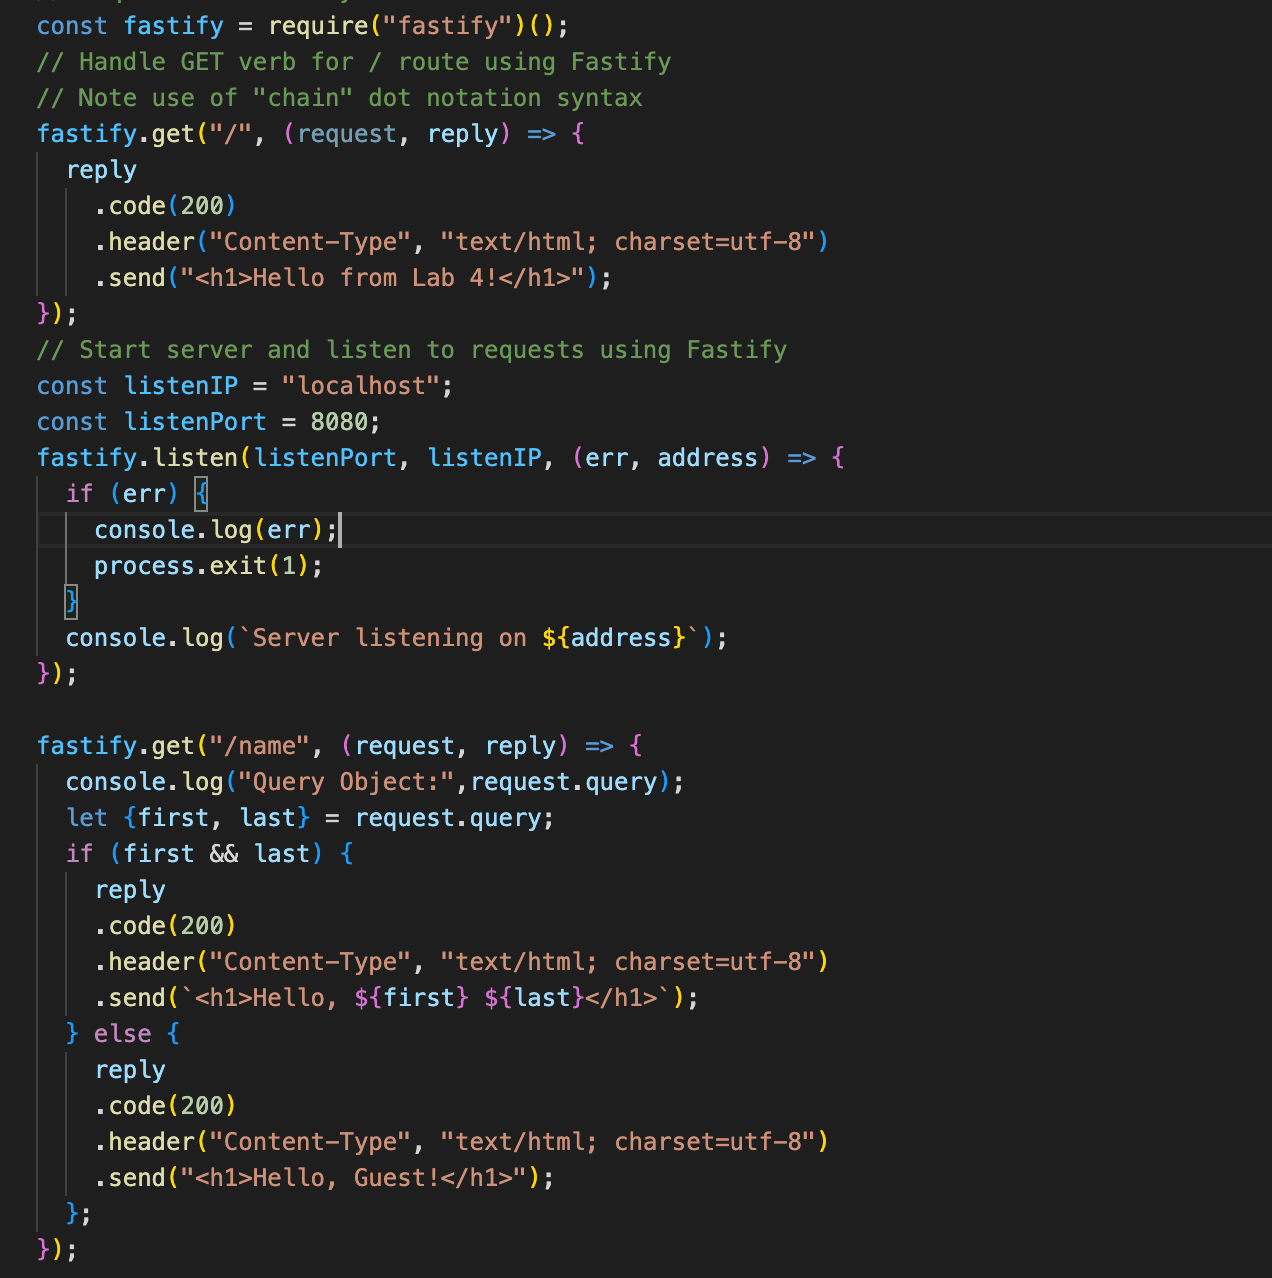 const fastify = require("fastify")();
// Handle GET verb for / route using Fastify
// Note use of "chain" dot notation syntax
fastify.get("/", (request, reply) => {
  reply
    .code(200)
    .header("Content-Type", "text/html; charset=utf-8")
    .send("<h1>Hello from Lab 4!</h1>");
});
// Start server and listen to requests using Fastify
const listenIP = "localhost";
const listenPort = 8080;
fastify.listen(listenPort, listenIP, (err, address) => {
  if (err) {
    console.log(err);
    process.exit(1);
  }
  console.log(`Server listening on ${address}`);
});

fastify.get("/name", (request, reply) => {
  console.log("Query Object:",request.query);
  let {first, last} = request.query;
  if (first && last) {
    reply
    .code(200)
    .header("Content-Type", "text/html; charset=utf-8")
    .send(`<h1>Hello, ${first} ${last}</h1>`);
  } else {
    reply
    .code(200)
    .header("Content-Type", "text/html; charset=utf-8")
    .send("<h1>Hello, Guest!</h1>");
  };
});